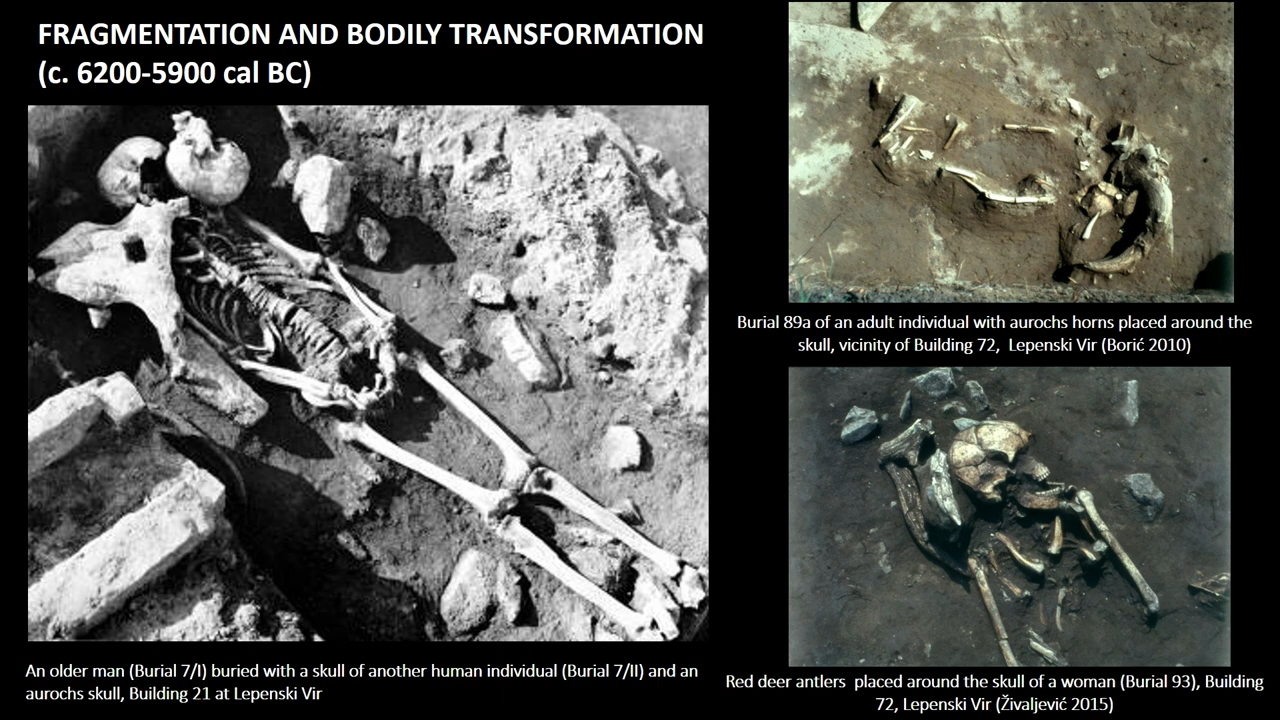 FRAGMENTATION AND BODILY TRANSFORMATION
(c. 6200-5900 cal BC)
An older man (Burial 7/I) buried with a skull of another human individual (Burial 7/II) and an
aurochs skull, Building 21 at Lepenski Vir
Burial 89a of an adult individual with aurochs horns placed around the
skull, vicinity of Building 72, Lepenski Vir (Borić 2010)
Red deer antlers placed around the skull of a woman (Burial 93), Building
72, Lepenski Vir (Živaljević 2015)